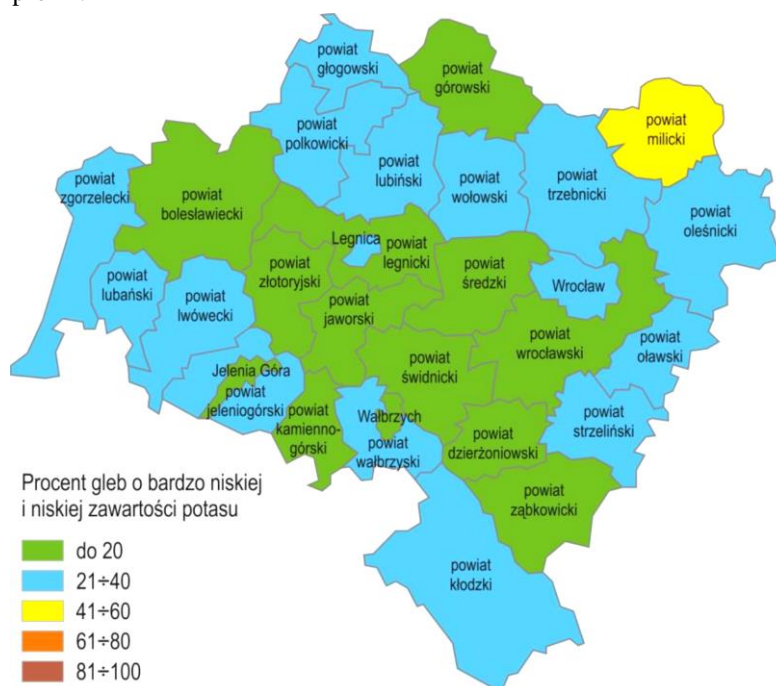 powiat
głogowski
powiat
górowski
powiat
milicki
powiat
polkowicki
powiat
lubiński
powiat
wołowski
powiat
trzebnicki
powiat
zgorzelecki
powiat
bolesławiecki
powiat
oleśnicki
Legnica
powiat
legnicki
powiat
złotoryjski
powiat
średzki
Wrocław
powiat
lubański
powiat
lwówecki
powiat
jaworski
powiat
wrocławski
powiat
oławski
Jelenia Góra
powiat
jeleniogórski
powiat
świdnicki
powiat
kamienno-
górski
Wałbrzych
powiat
wałbrzyski
powiat
dzierżoniowski
powiat
strzeliński
powiat
ząbkowicki
powiat
kłodzki
Procent gleb o bardzo niskiej
i niskiej zawartości potasu
do 20
21÷40
41÷60
61÷80
81÷100